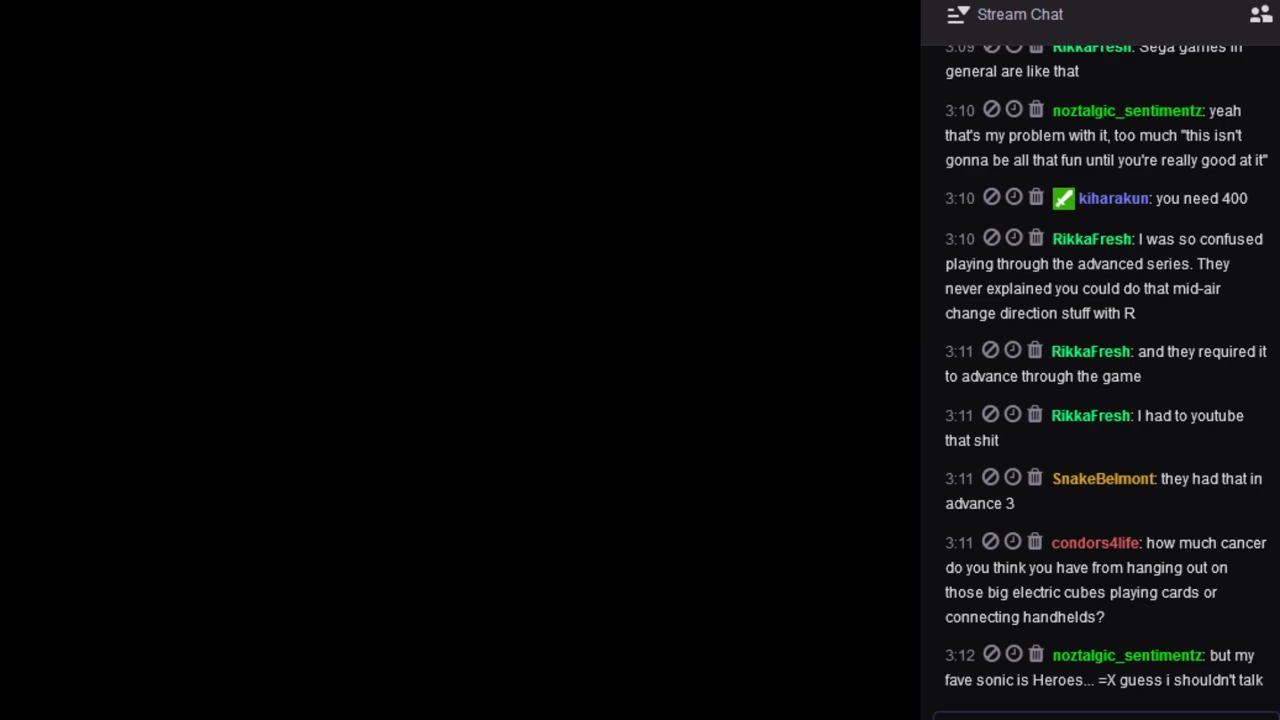 Stream Chat
3:09 RikkaFresh: Sega games in
general are like that
3:10 noztalgic_sentimentz: yeah
that's my problem with it, too much "this isn't
gonna be all that fun until you're really good at it"
3:10 kiharakun: you need 400
3:10 RikkaFresh: I was so confused
playing through the advanced series. They
never explained you could do that mid-air
change direction stuff with R
3:11 RikkaFresh: and they required it
to advance through the game
3:11 RikkaFresh: I had to youtube
that shit
3:11 SnakeBelmont: they had that in
advance 3
3:11 condors4life: how much cancer
do you think you have from hanging out on
those big electric cubes playing cards or
connecting handhelds?
3:12 noztalgic_sentimentz: but my
fave sonic is Heroes... =X guess i shouldn't talk